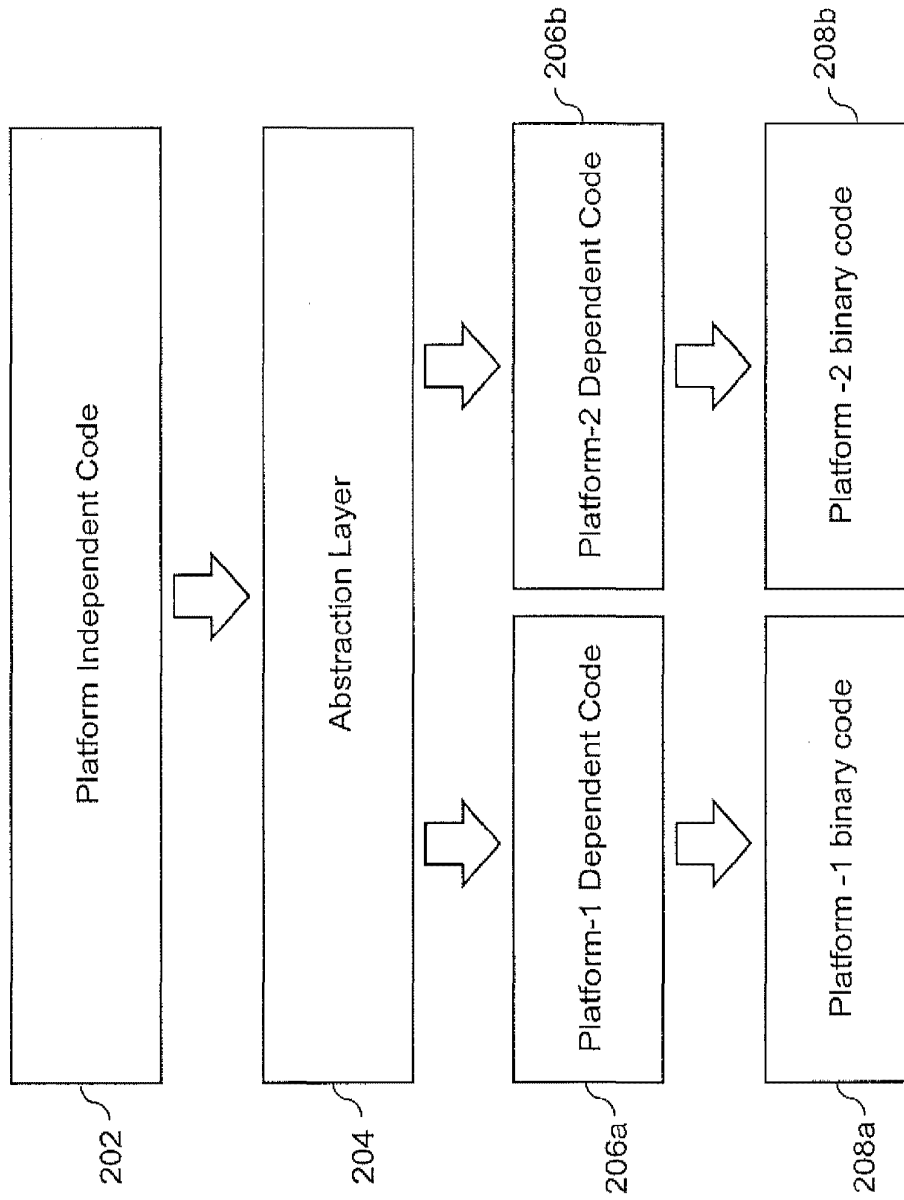 Platform Independent Code
202
Abstraction Layer
204
Platform-1 Dependent Code
206a
Platform-2 Dependent Code
206b
Platform -1 binary code
208a
Platform -2 binary code
208b